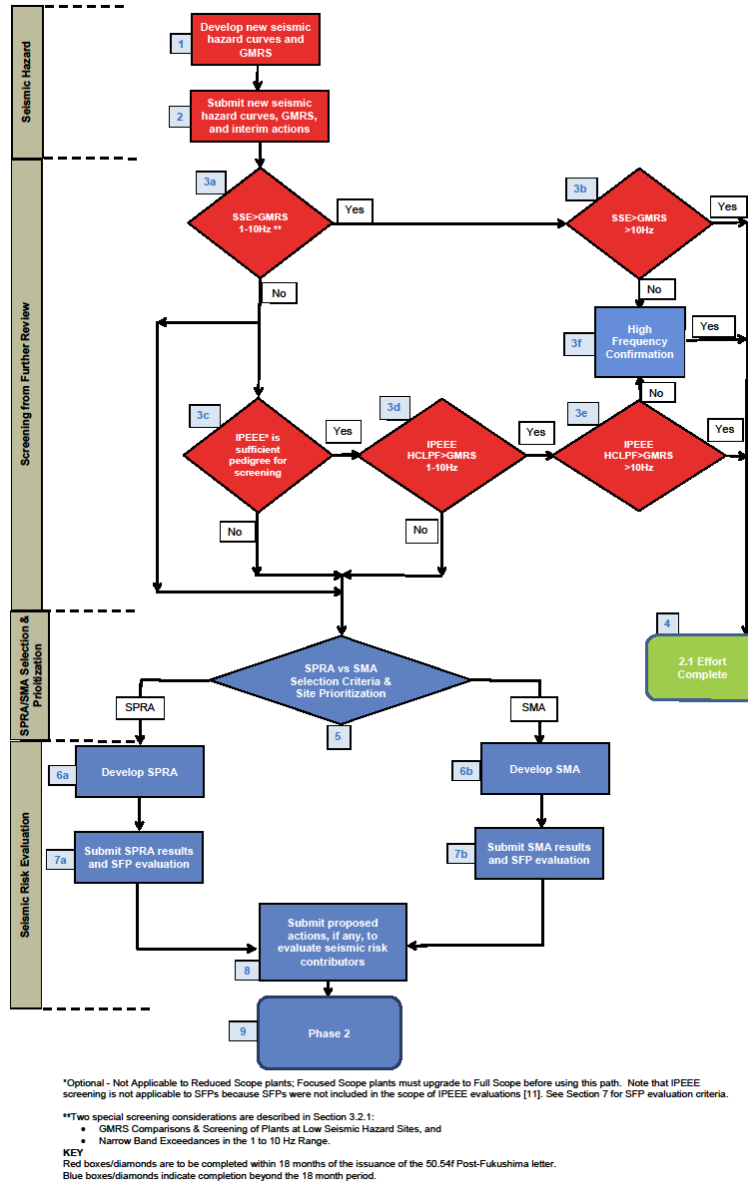 Seismic Hazard
1
Develop new seismic
hazard curves and
GMRS
2
Submit new seismic
hazard curves, GMRS,
and interim actions
Screening from Further Review
3a
SSE>GMRS
1-10Hz **
Yes
3b
SSE>GMRS
>10Hz
Yes
No
No
3f
High
Frequency
Confirmation
Yes
No
3c
IPEEE* is
sufficient
pedigree for
screening
Yes
3d
IPEEE
HCLPF>GMRS
1-10Hz
Yes
3e
IPEEE
HCLPF>GMRS
>10Hz
Yes
No
No
SPRA/SMA Selection &
Prioitization
4
2.1 Effort
Complete
SPRA vs SMA
Selection Criteria &
Site Prioritization
5
SPRA
SMA
Seismic Risk Evaluation
6a
Develop SPRA
6b
Develop SMA
7a
Submit SPRA results
and SFP evaluation
7b
Submit SMA results
and SFP evaluation
8
Submit proposed
actions, if any, to
evaluate seismic risk
contributors
9
Phase 2
*Optional - Not Applicable to Reduced Scope plants; Focused Scope plants must upgrade to Full Scope before using this path. Note that IPEEE
screening is not applicable to SFPs because SFPs were not included in the scope of IPEEE evaluations [11]. See Section 7 for SFP evaluation criteria.
**Two special screening considerations are described in Section 3.2.1:
• GMRS Comparisons & Screening of Plants at Low Seismic Hazard Sites, and
• Narrow Band Exceedances in the 1 to 10 Hz Range.
KEY
Red boxes/diamonds are to be completed within 18 months of the issuance of the 50.54f Post-Fukushima letter.
Blue boxes/diamonds indicate completion beyond the 18 month period.